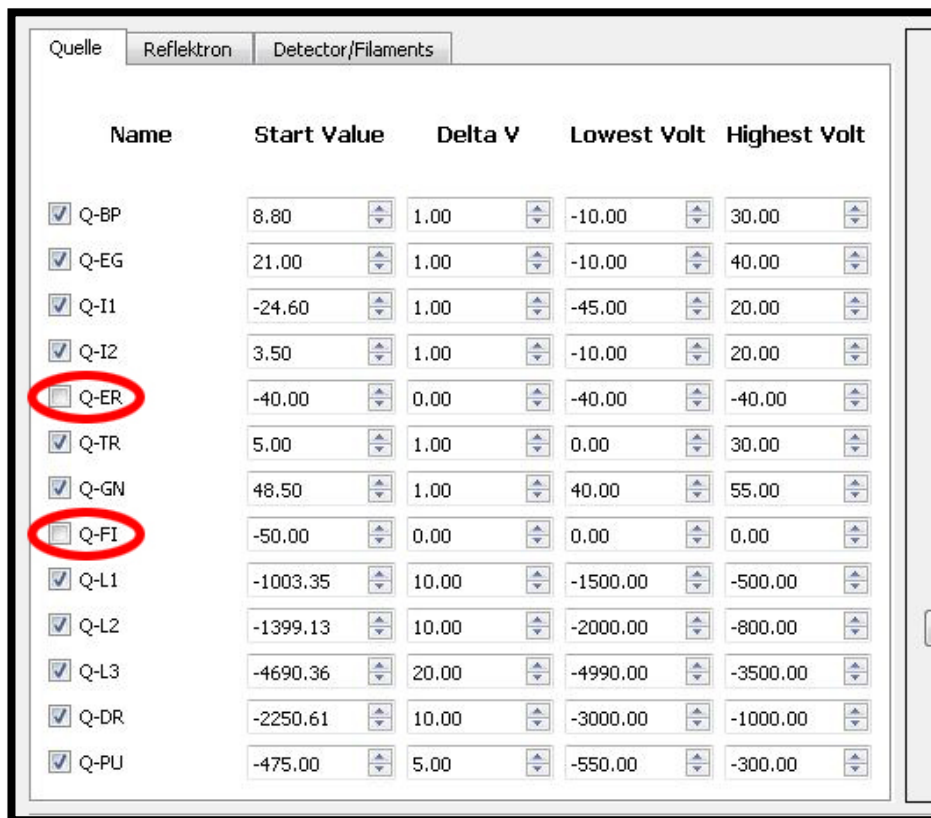 Quelle Reflektron Detector/Filaments
Name Start Value Delta V Lowest Volt Highest Volt
Q-BP 8.80 1.00 -10.00 30.00
Q-EG 21.00 1.00 -10.00 40.00
Q-I1 -24.60 1.00 -45.00 20.00
Q-I2 3.50 1.00 -10.00 20.00
Q-ER -40.00 0.00 -40.00 -40.00
Q-TR 5.00 1.00 0.00 30.00
Q-GN 48.50 1.00 40.00 55.00
Q-FI -50.00 0.00 0.00 0.00
Q-L1 -1003.35 10.00 -1500.00 -500.00
Q-L2 -1399.13 10.00 -2000.00 -800.00
Q-L3 -4690.36 20.00 -4990.00 -3500.00
Q-DR -2250.61 10.00 -3000.00 -1000.00
Q-PU -475.00 5.00 -550.00 -300.00